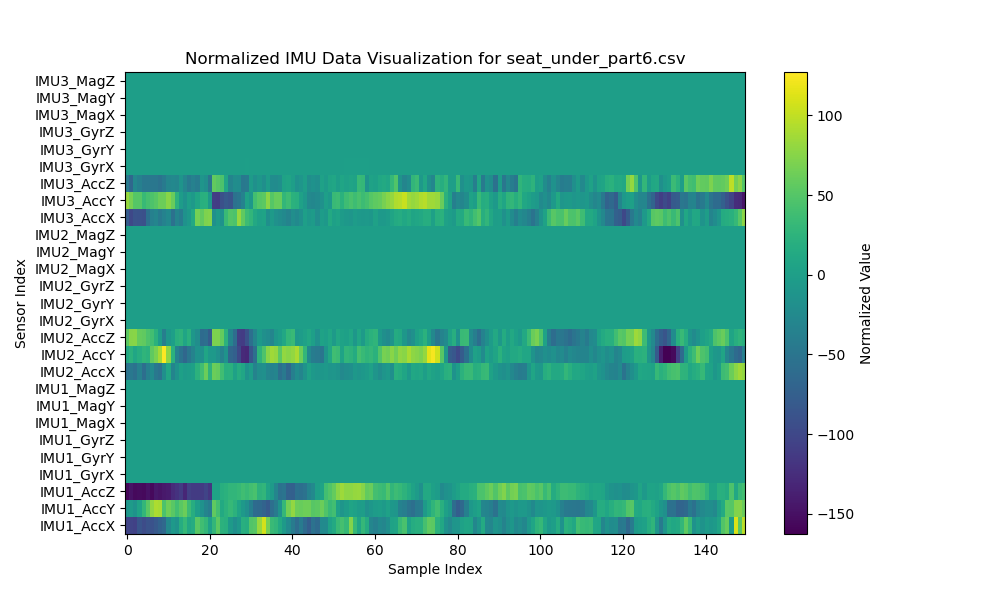 Normalized IMU Data Visualization for seat_under_part6.csv
IMU3_MagZ
IMU3_MagY
IMU3_MagX
IMU3_GyrZ
IMU3_GyrY
IMU3_GyrX
IMU3_AccZ
IMU3_AccY
IMU3_AccX
IMU2_MagZ
IMU2_MagY
IMU2_MagX
IMU2_GyrZ
IMU2_GyrY
IMU2_GyrX
IMU2_AccZ
IMU2_AccY
IMU2_AccX
IMU1_MagZ
IMU1_MagY
IMU1_MagX
IMU1_GyrZ
IMU1_GyrY
IMU1_GyrX
IMU1_AccZ
IMU1_AccY
IMU1_AccX
Sensor Index
0 20 40 60 80 100 120 140
Sample Index
100
50
0
−50
−100
−150
Normalized Value